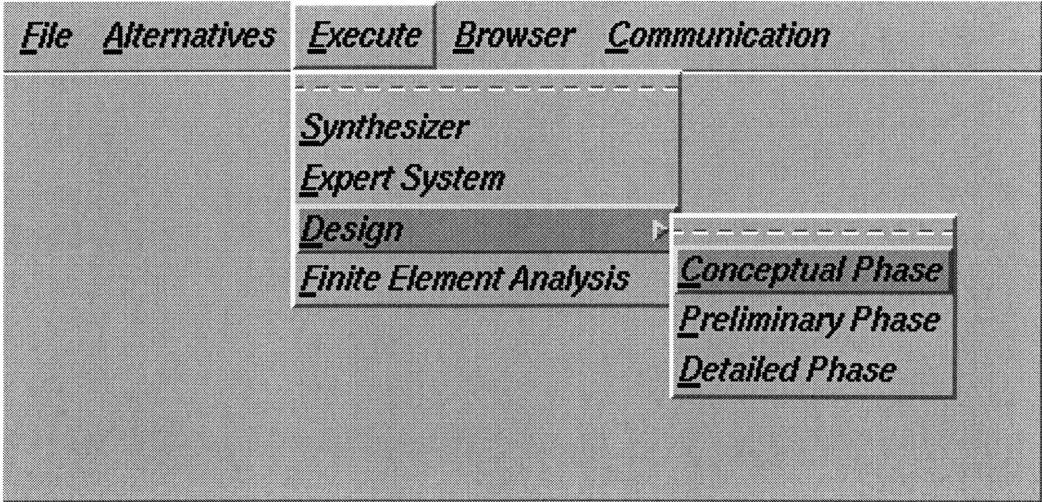 File Alternatives Execute Browser Communication
Synthesizer
Expert System
Design
Finite Element Analysis
Conceptual Phase
Preliminary Phase
Detailed Phase